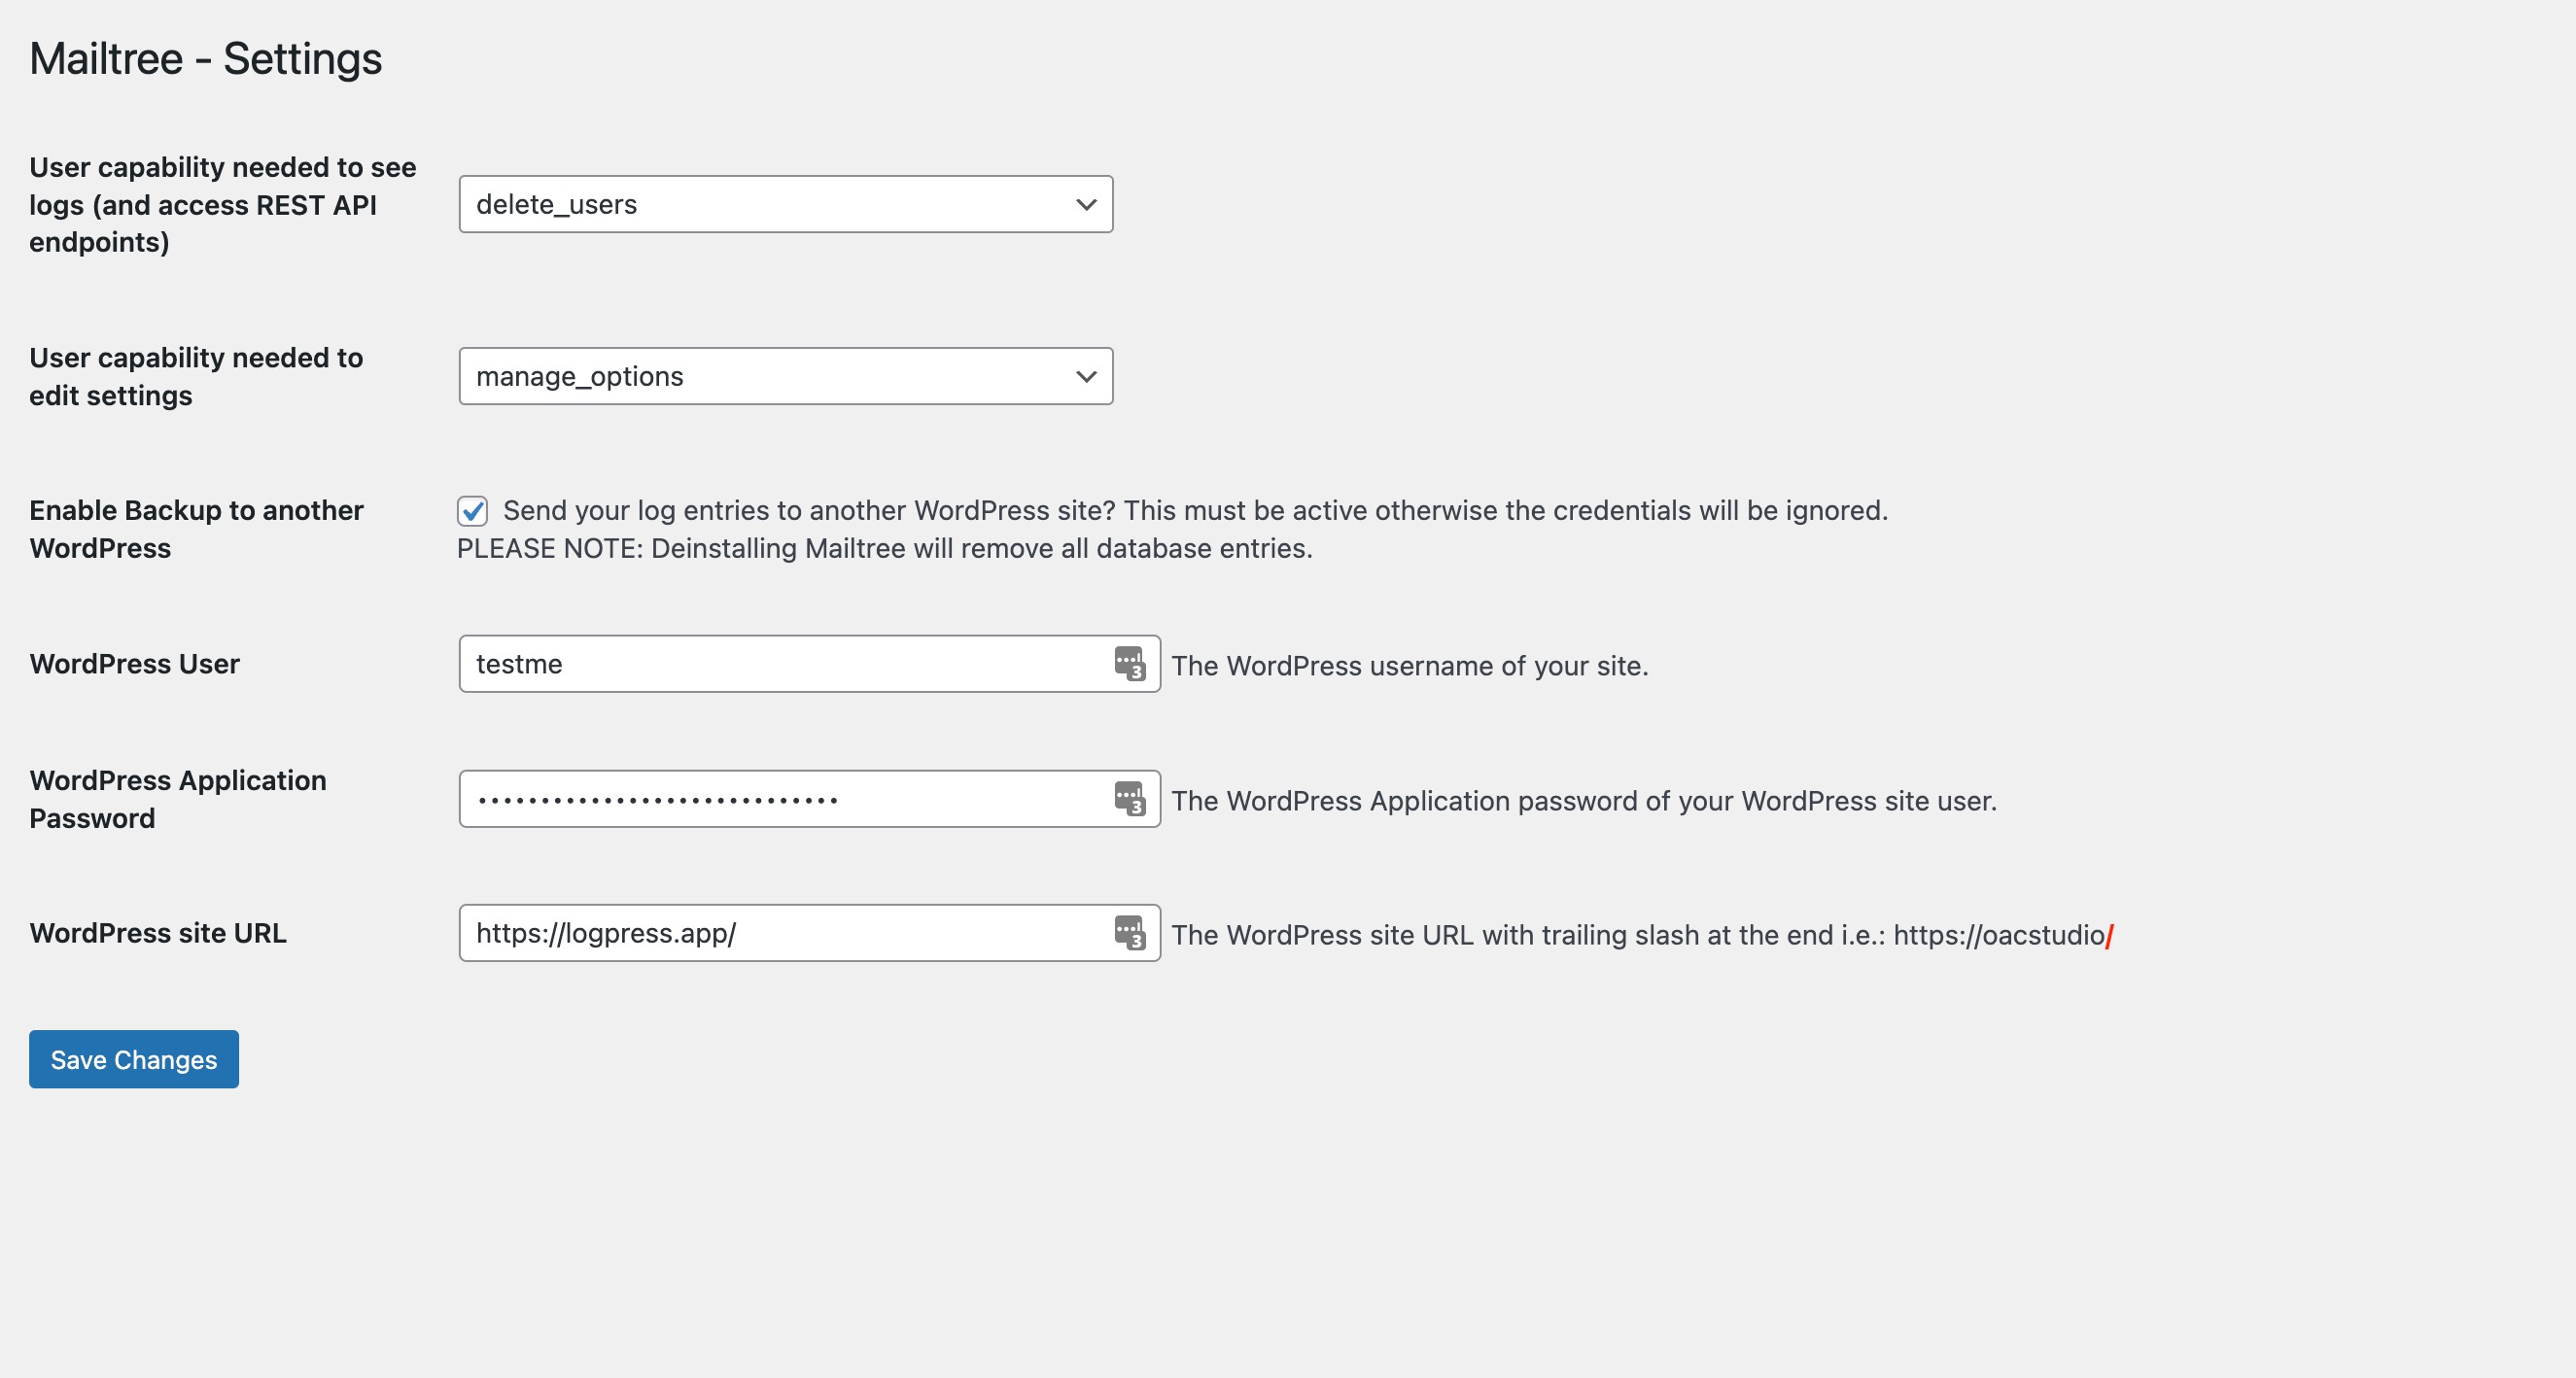 Mailtree - Settings
User capability needed to see
logs (and access REST API
endpoints)
delete_users
User capability needed to
edit settings
manage_options
Enable Backup to another
WordPress
Send your log entries to another WordPress site? This must be active otherwise the credentials will be ignored.
PLEASE NOTE: Deinstalling Mailtree will remove all database entries.
WordPress User
testme
3
The WordPress username of your site.
WordPress Application
Password
•••••••••••••••••••••••••••••
3
The WordPress Application password of your WordPress site user.
WordPress site URL
https://logpress.app/
3
The WordPress site URL with trailing slash at the end i.e.: https://oacstudio/
Save Changes